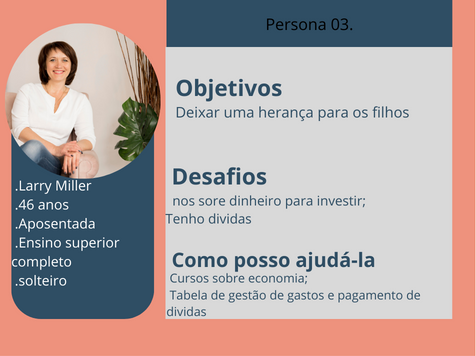 Persona 03.
.Larry Miller
.46 anos
.Aposentada
.Ensino superior
completo
.solteiro
Objetivos
Deixar uma herança para os filhos
Desafios
nos sore dinheiro para investir;
Tenho dividas
Como posso ajudá-la
Cursos sobre economia;
Tabela de gestão de gastos e pagamento de
dividas